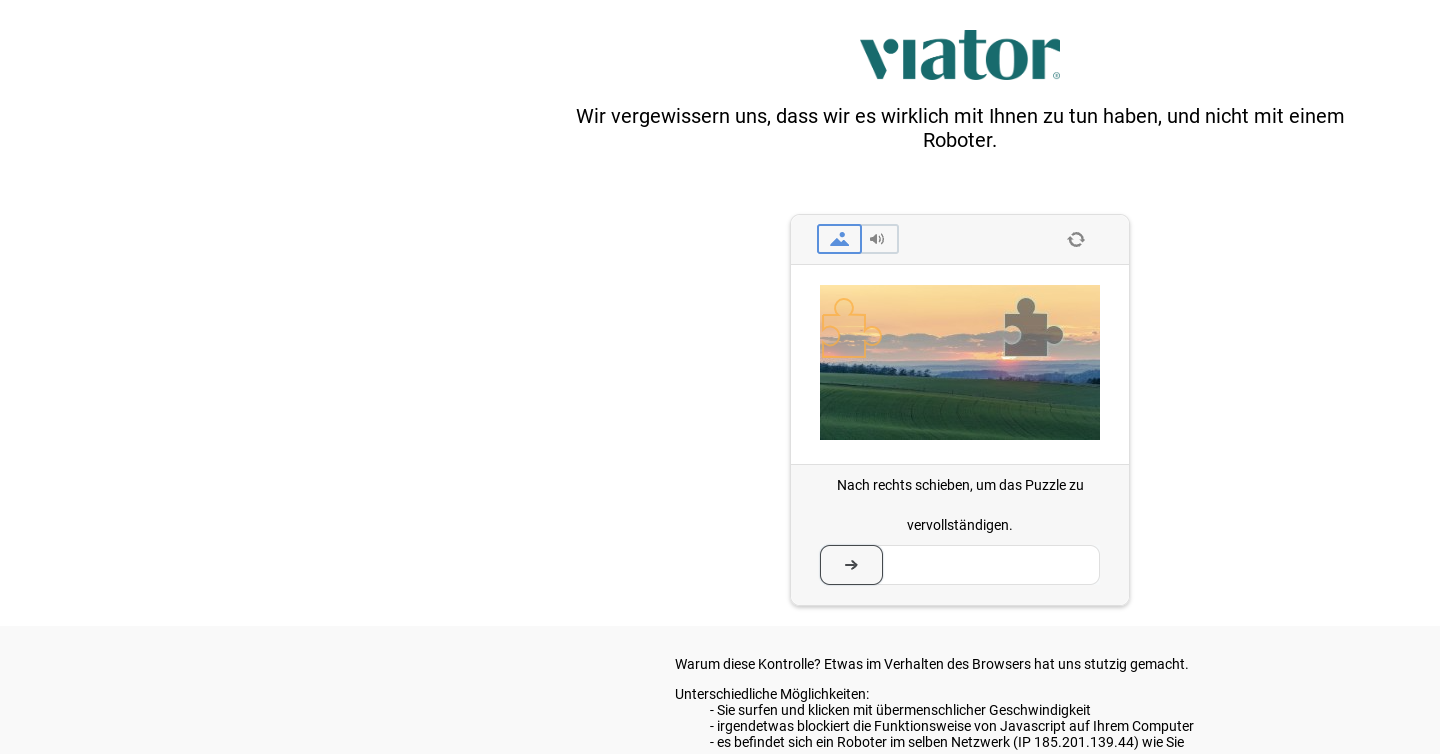 viator®
Wir vergewissern uns, dass wir es wirklich mit Ihnen zu tun haben, und nicht mit einem
Roboter.
Nach rechts schieben, um das Puzzle zu
vervollständigen.
Warum diese Kontrolle? Etwas im Verhalten des Browsers hat uns stutzig gemacht.
Unterschiedliche Möglichkeiten:
- Sie surfen und klicken mit übermenschlicher Geschwindigkeit
- irgendetwas blockiert die Funktionsweise von Javascript auf Ihrem Computer
- es befindet sich ein Roboter im selben Netzwerk (IP 185.201.139.44) wie Sie